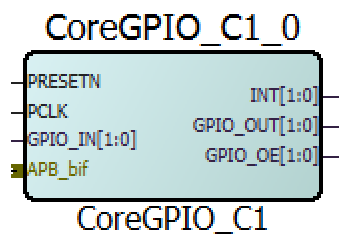 CoreGPIO_C1_0
PRESETN
PCLK
GPIO_IN[1:0]
APB_bif
INT[1:0]
GPIO_OUT[1:0]
GPIO_OE[1:0]
CoreGPIO_C1